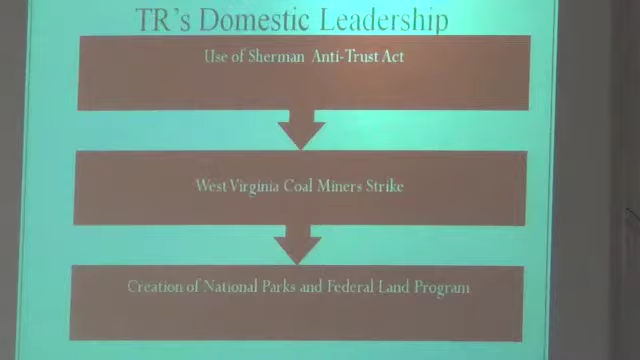 TR's Domestic Leadership
Use of Sherman Anti-Trust Act
West Virginia Coal Miners Strike
Creation of National Parks and Federal Land Program